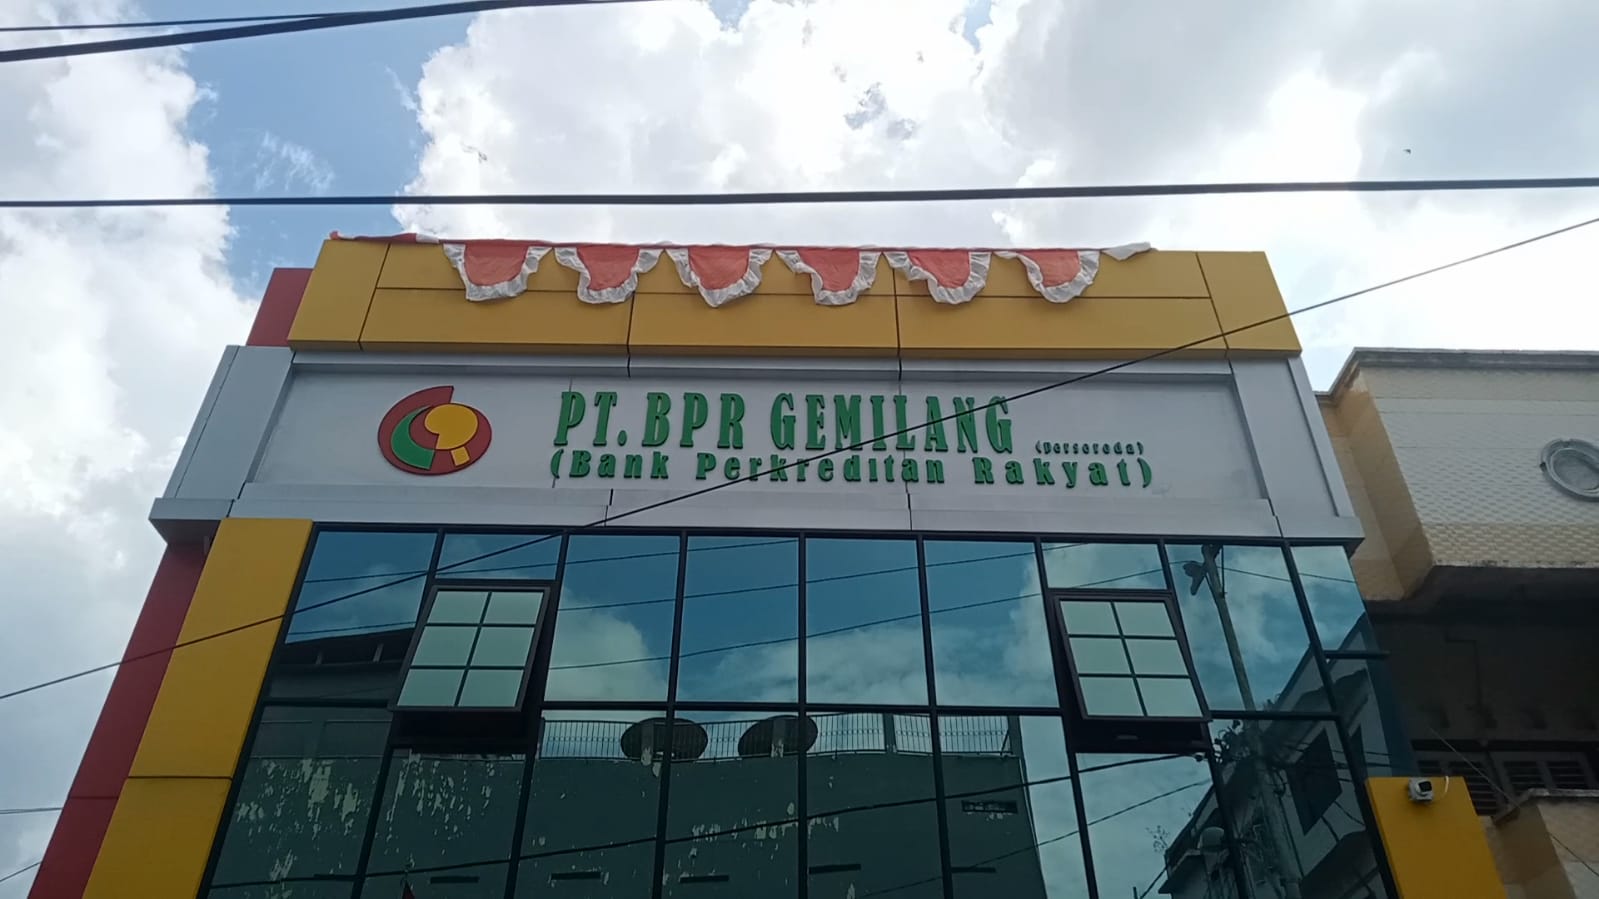 PT. BPR GEMILANG (Perseroda)
(Bank Perkreditan Rakyat)